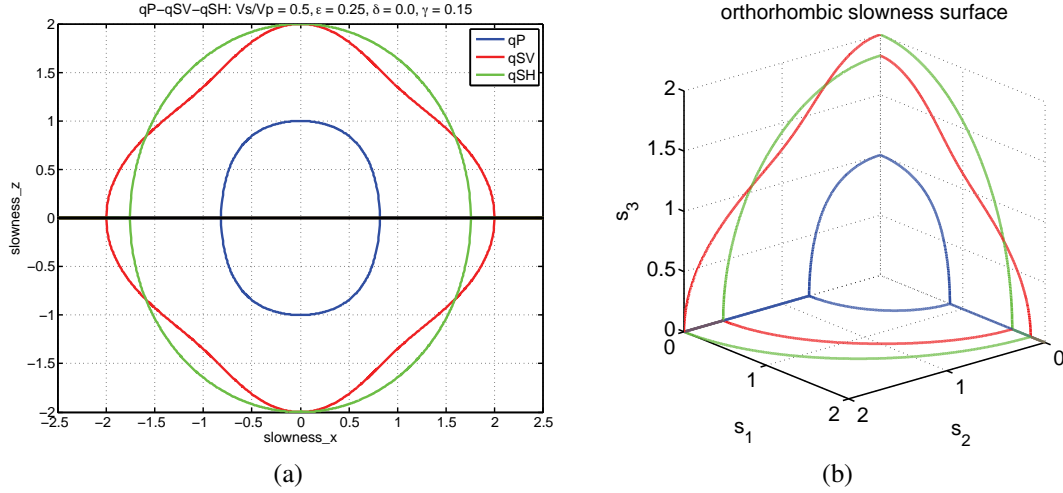 qP−qSV−qSH: Vs/Vp = 0.5, ε = 0.25, δ = 0.0, γ = 0.15
2
1.5
1
0.5
0
−0.5
−1
−1.5
−2
−2.5
−2
−1.5
−1
−0.5
0
0.5
1
1.5
2
2.5
slowness_z
slowness_x
qP
qSV
qSH
(a)
orthorhombic slowness surface
2
1.5
1
0.5
0
s3
0
1
2
s1
2
1
0
s2
(b)